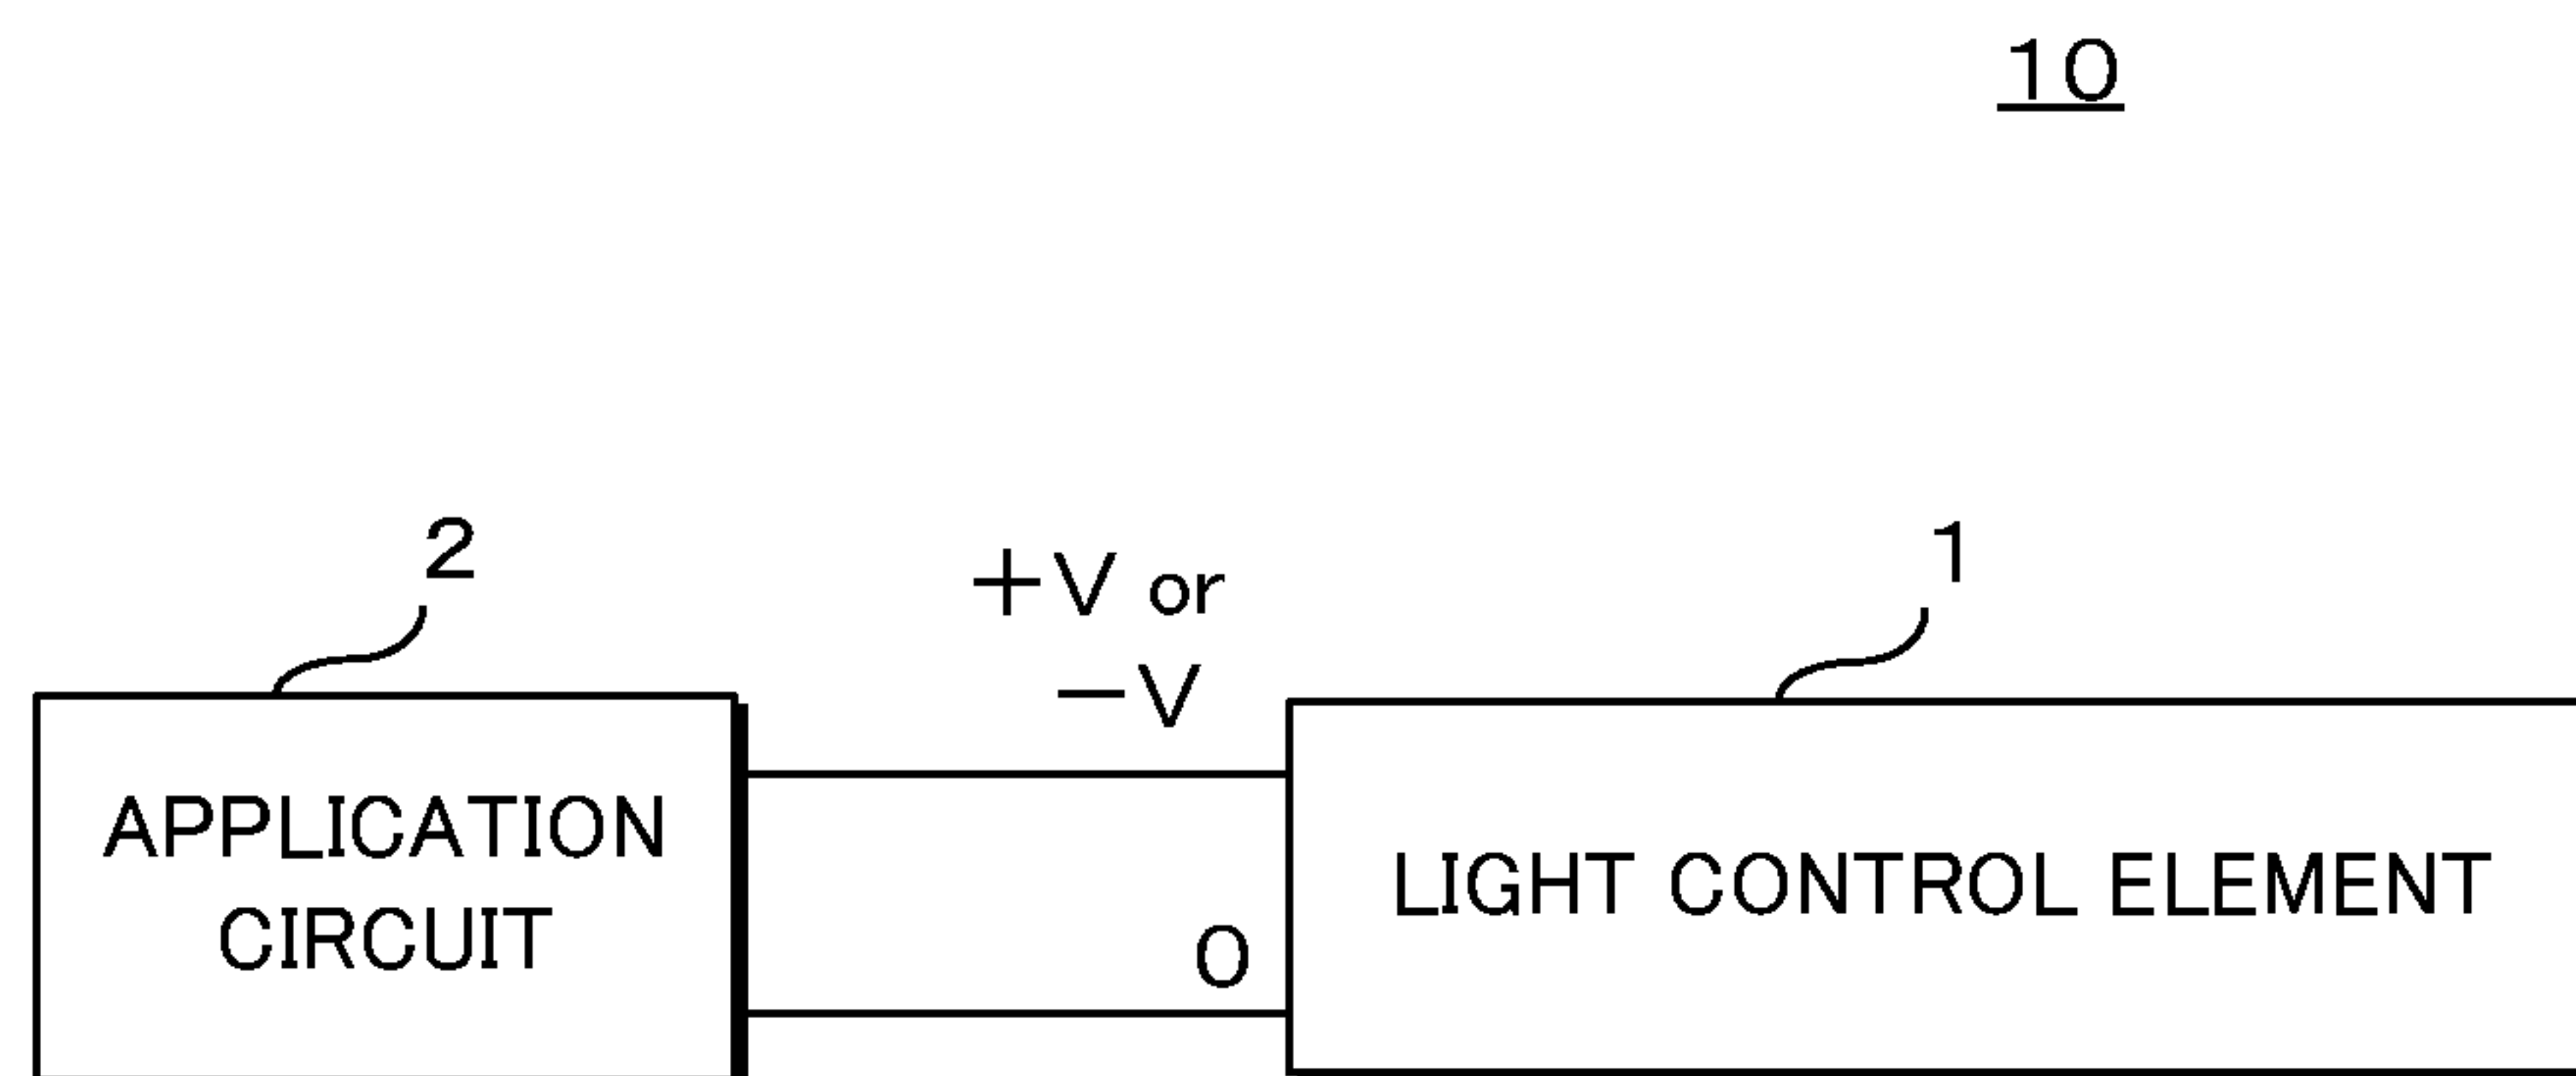 10
2
+V or
−V
1
APPLICATION
CIRCUIT
0
LIGHT CONTROL ELEMENT